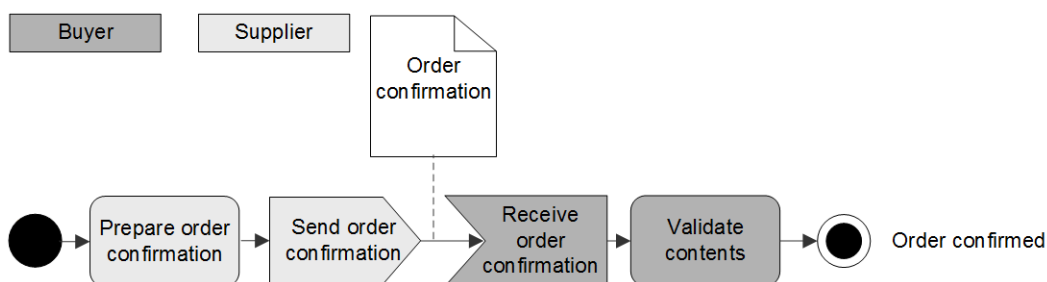 Buyer
Supplier
Order
confirmation
Prepare order
confirmation
Send order
confirmation
Receive
order
confirmation
Validate
contents
Order confirmed